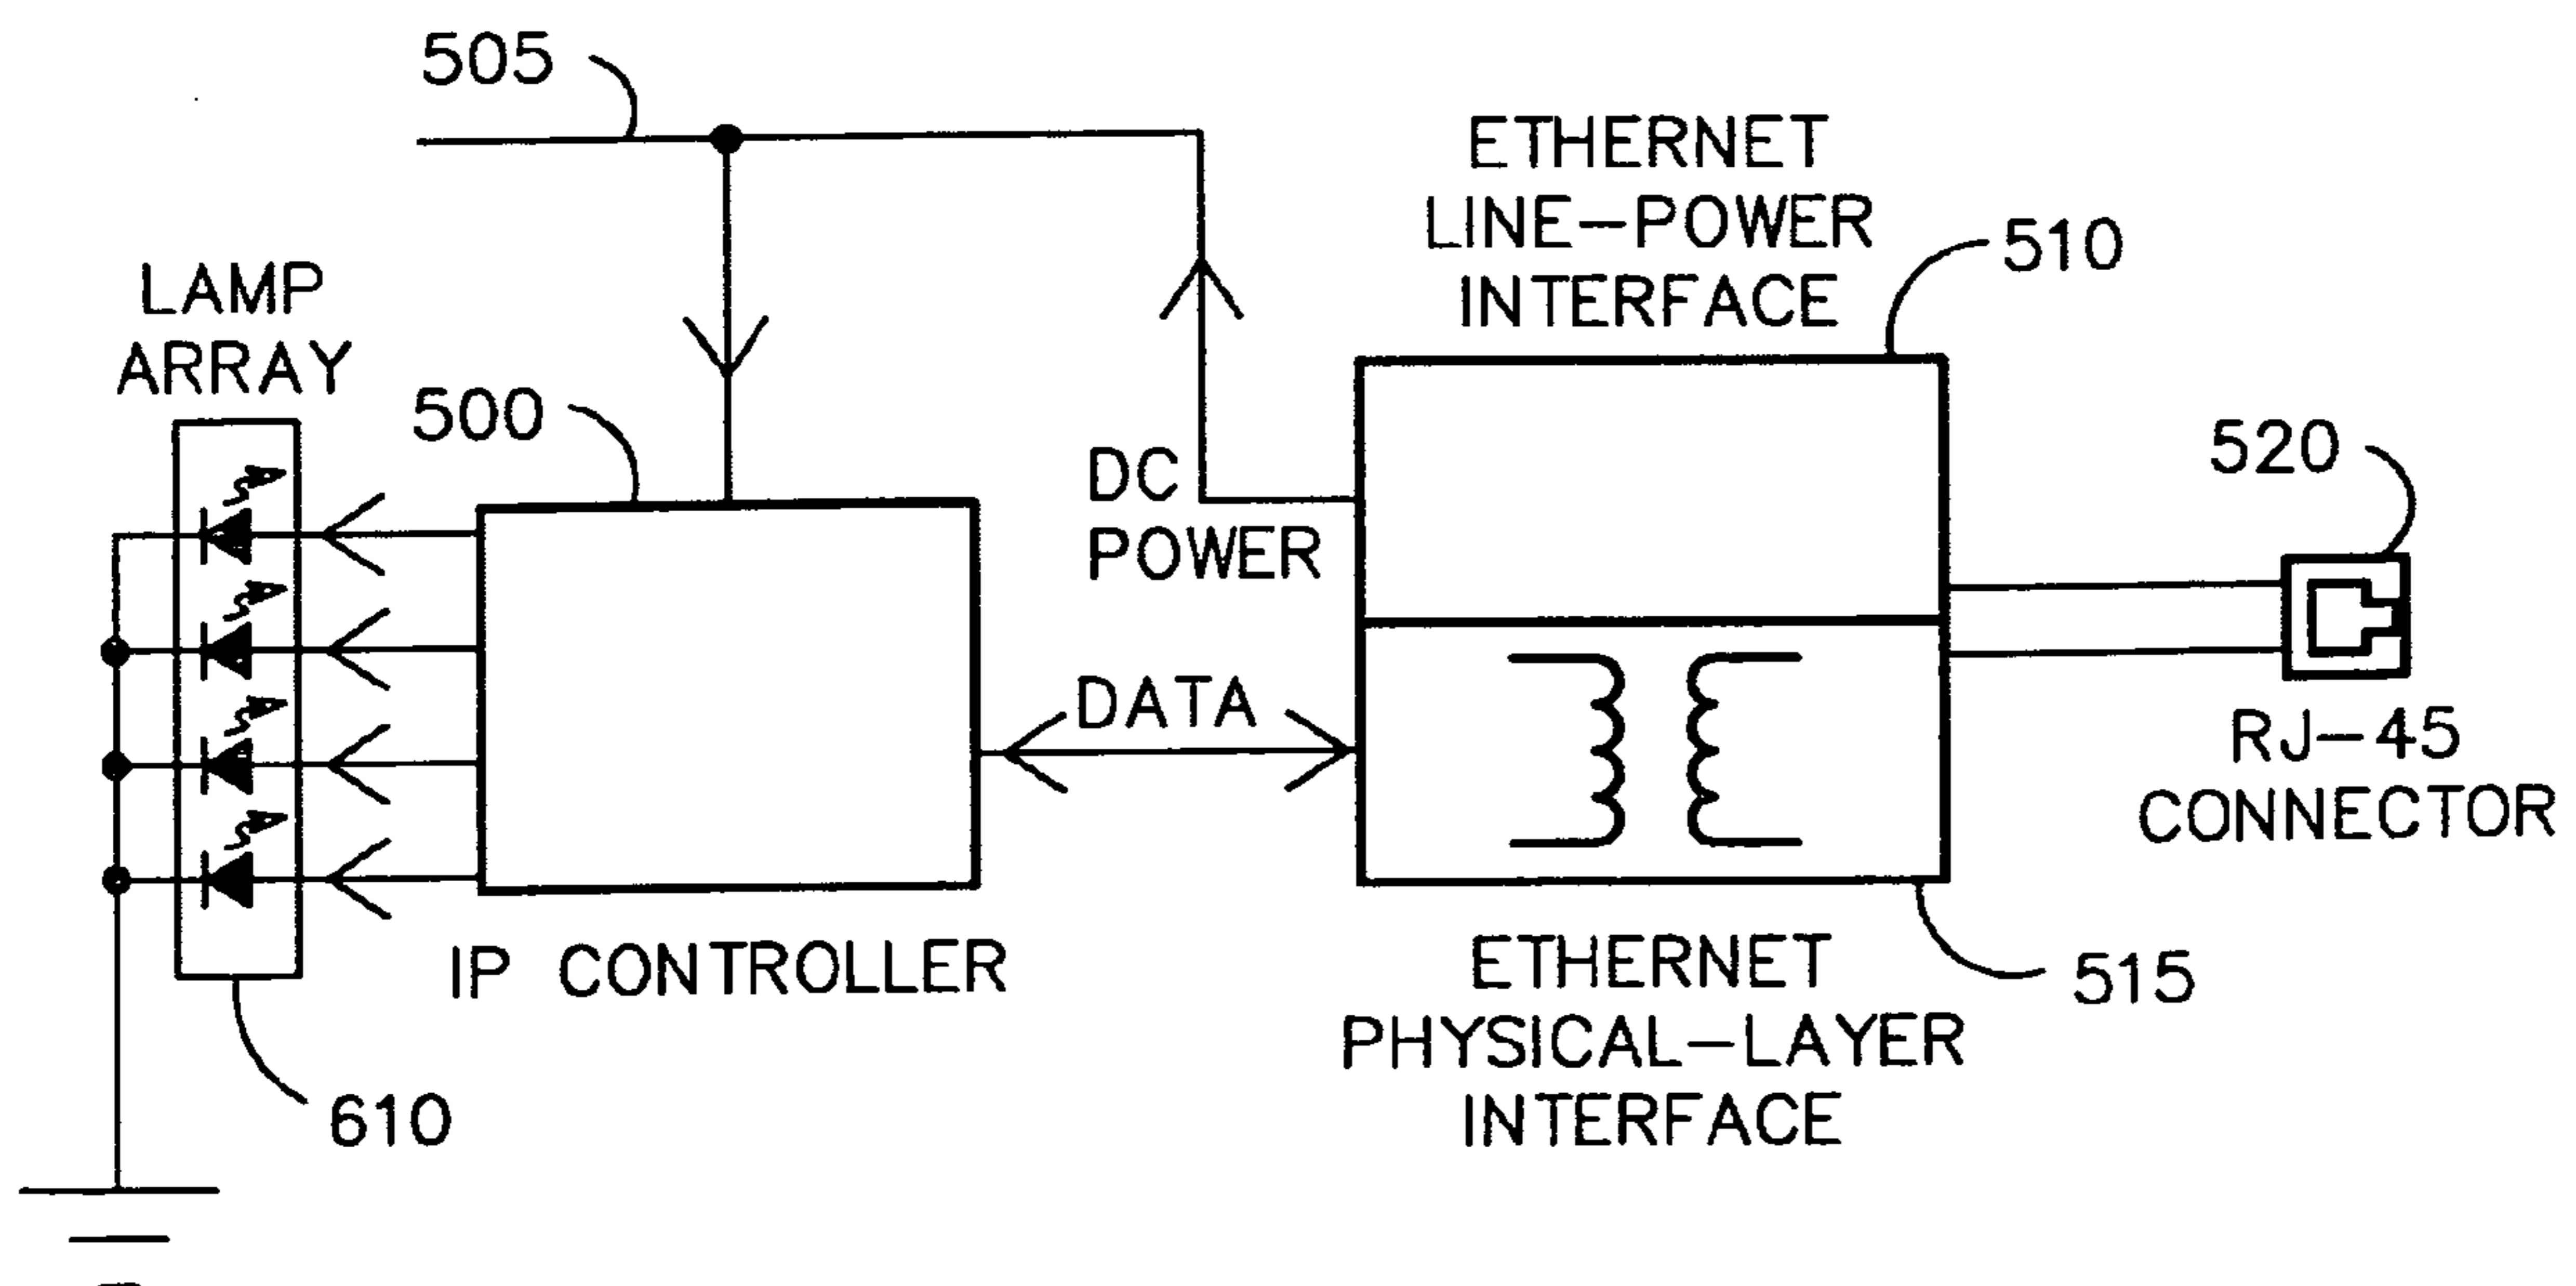 505
ETHERNET
LINE-POWER
INTERFACE
510
LAMP
ARRAY
500
DC
POWER
520
DATA
RJ-45
CONNECTOR
IP CONTROLLER
ETHERNET
PHYSICAL-LAYER
INTERFACE
515
610